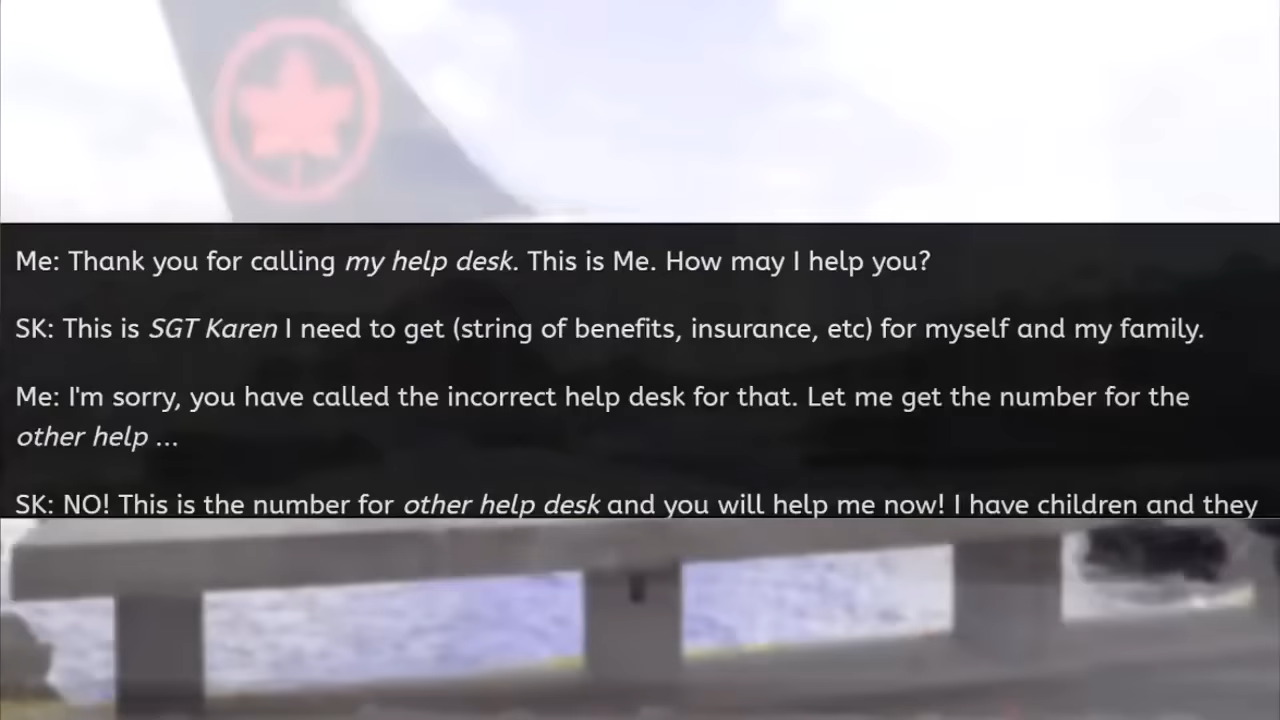 Me: Thank you for calling my help desk. This is Me. How may I help you?
SK: This is SGT Karen I need to get (string of benefits, insurance, etc) for myself and my family.
Me: I'm sorry, you have called the incorrect help desk for that. Let me get the number for the
other help ...
SK: NO! This is the number for other help desk and you will help me now! I have children and they